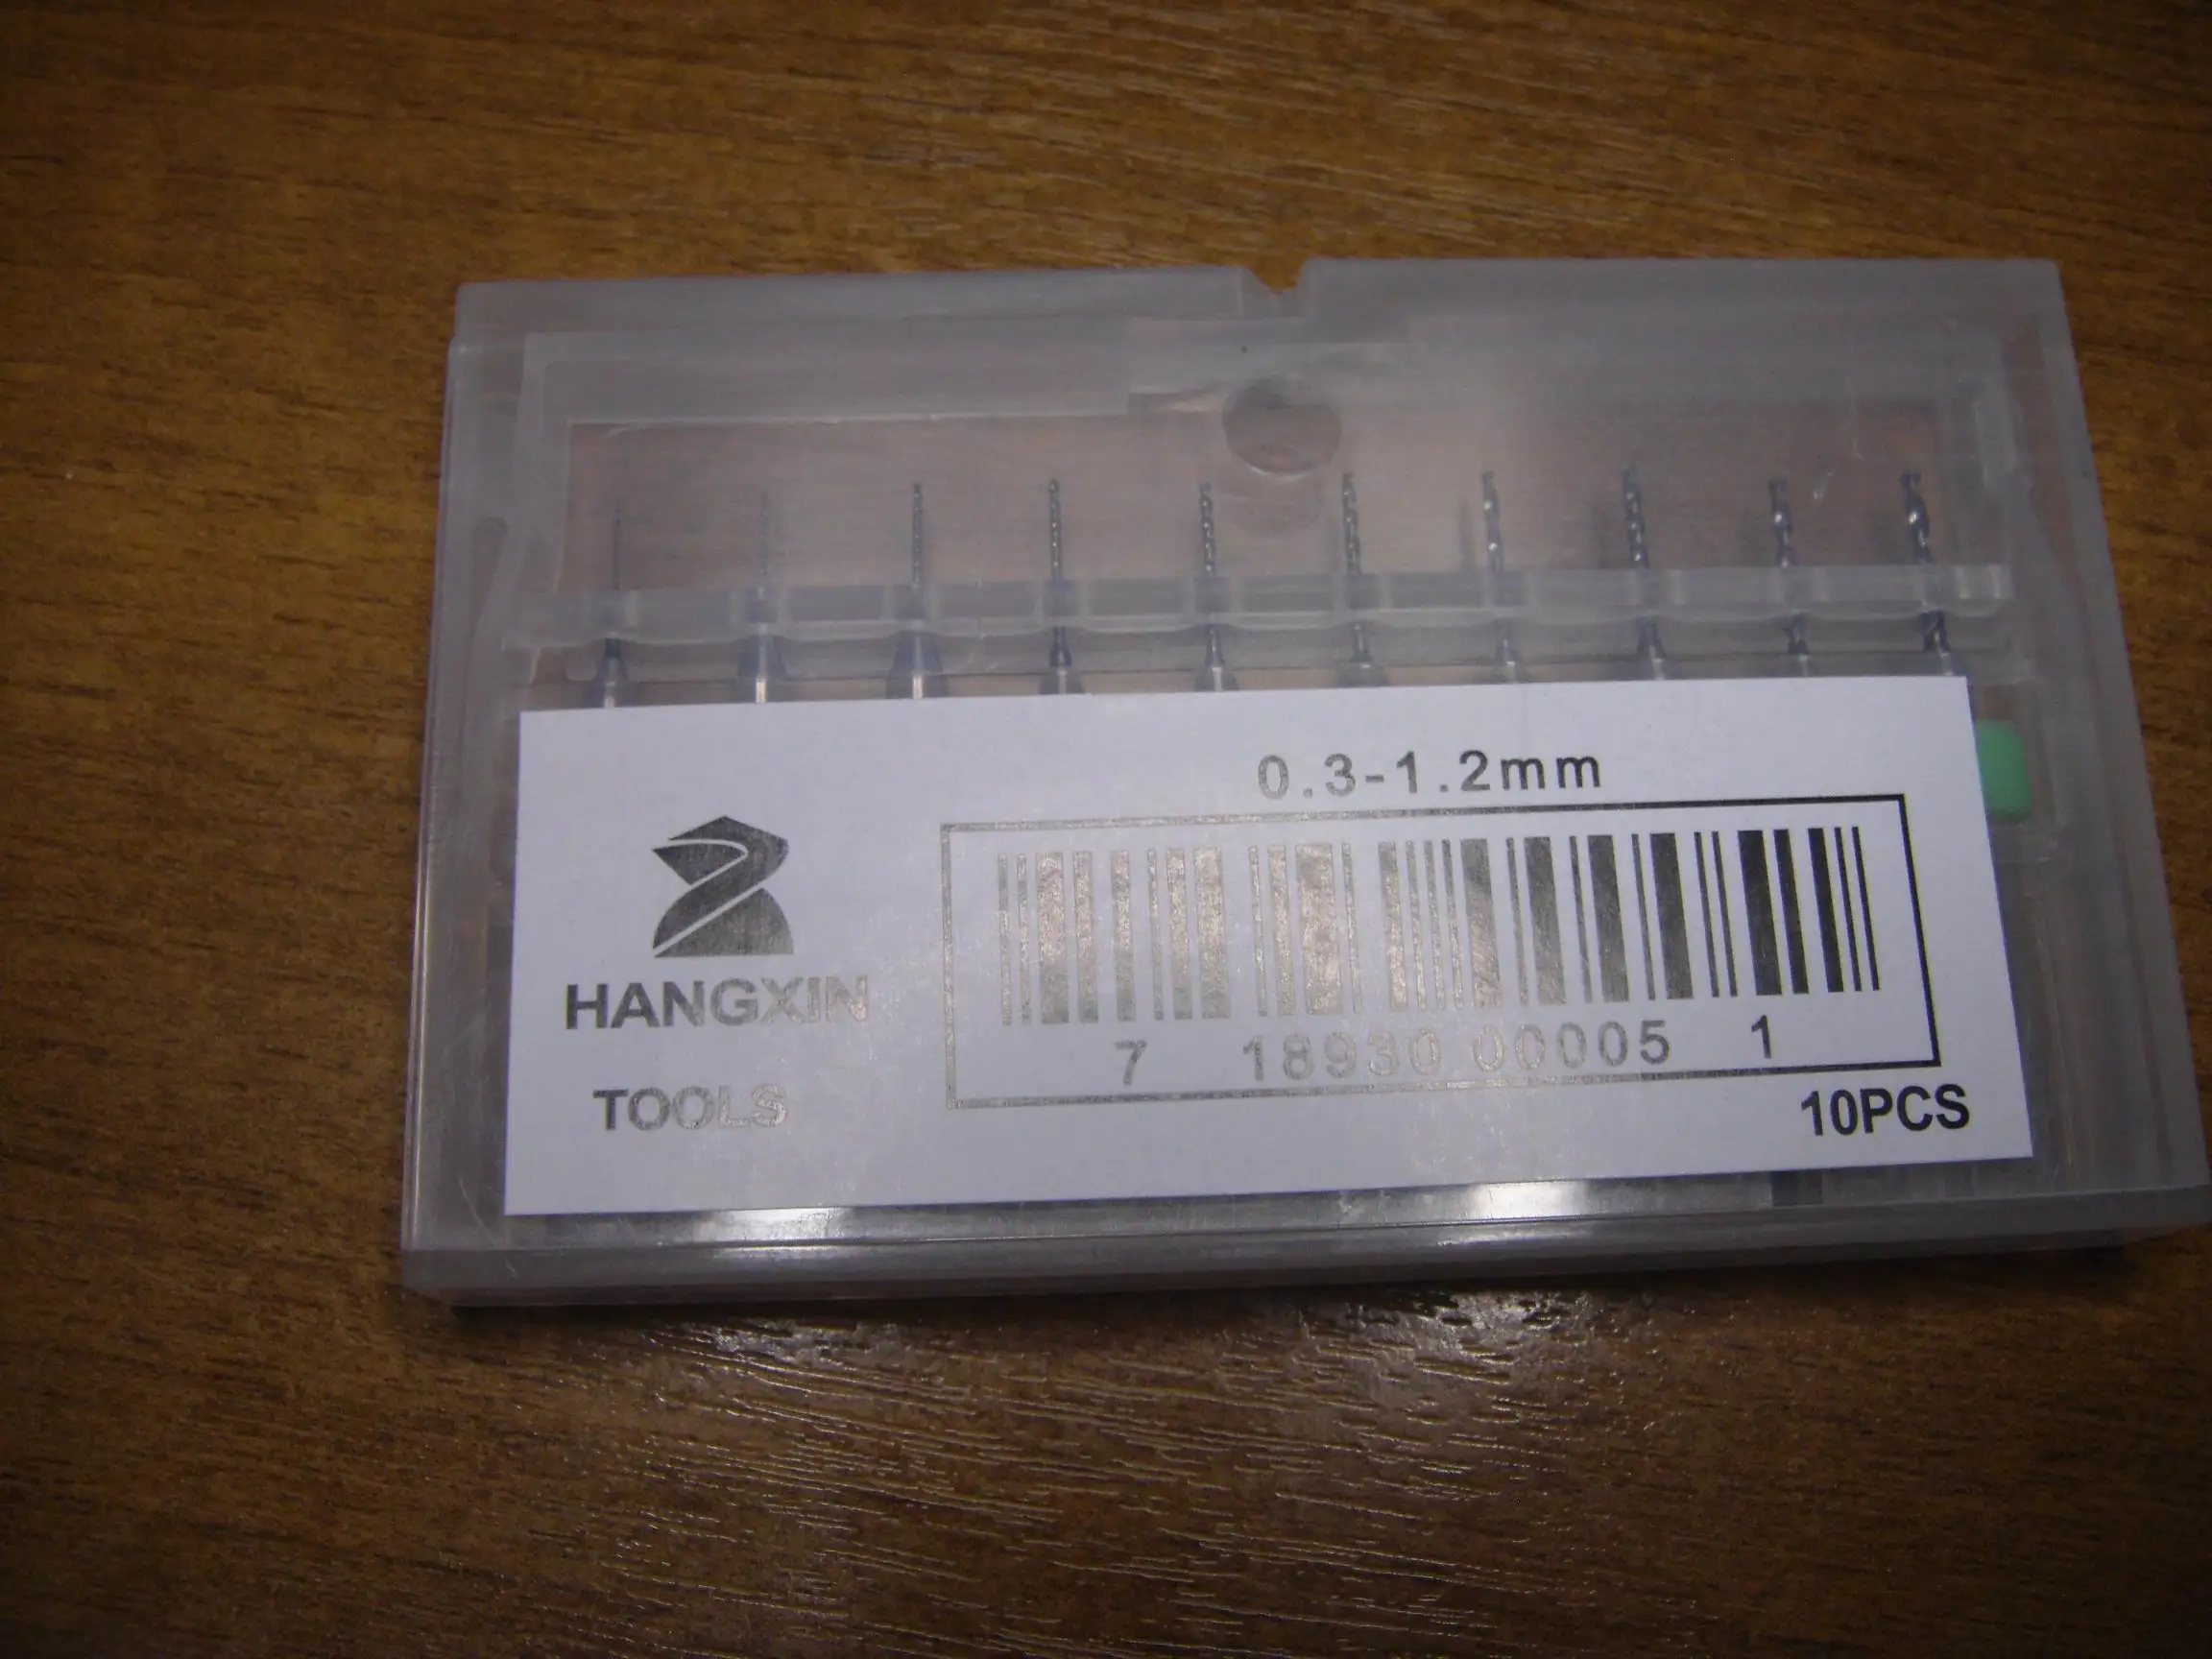 0.3-1.2mm
HANGXIN
TOOLS
7 18930 00005 1
10PCS